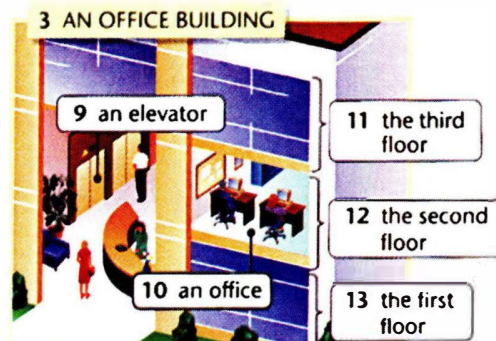 3 AN OFFICE BUILDING
9 an elevator
11 the third
floor
12 the second
floor
10 an office
13 the first
floor